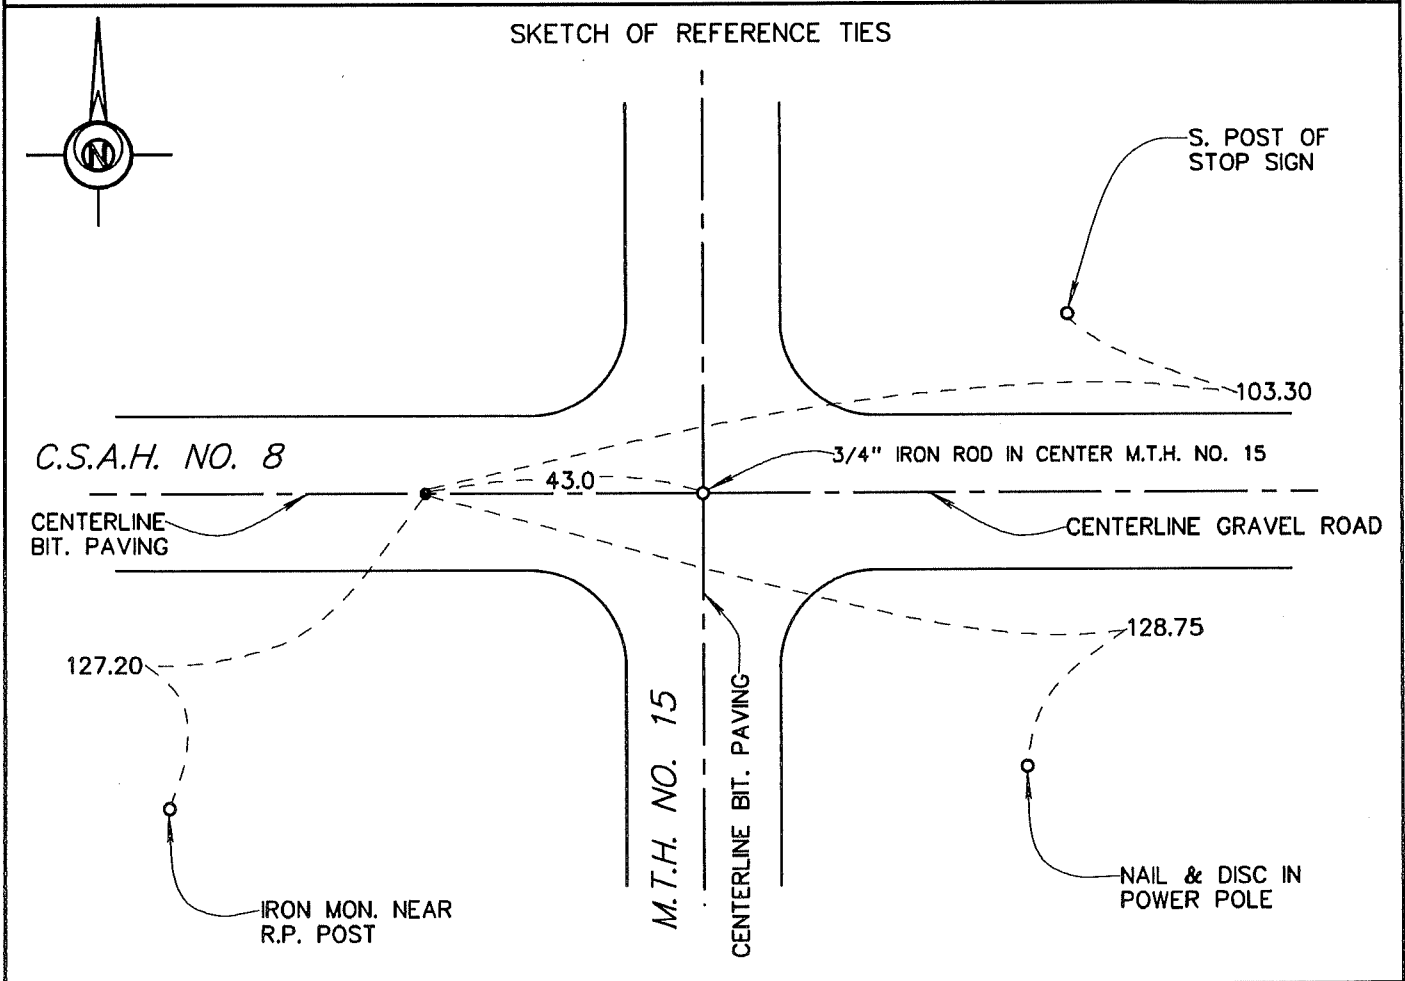 SKETCH OF REFERENCE TIES
N
S. POST OF
STOP SIGN
103.30
C.S.A.H. NO. 8
3/4" IRON ROD IN CENTER M.T.H. NO. 15
43.0
CENTERLINE
BIT. PAVING
CENTERLINE GRAVEL ROAD
128.75
127.20
M.T.H. NO. 15
CENTERLINE BIT. PAVING
NAIL & DISC IN
POWER POLE
IRON MON. NEAR
R.P. POST